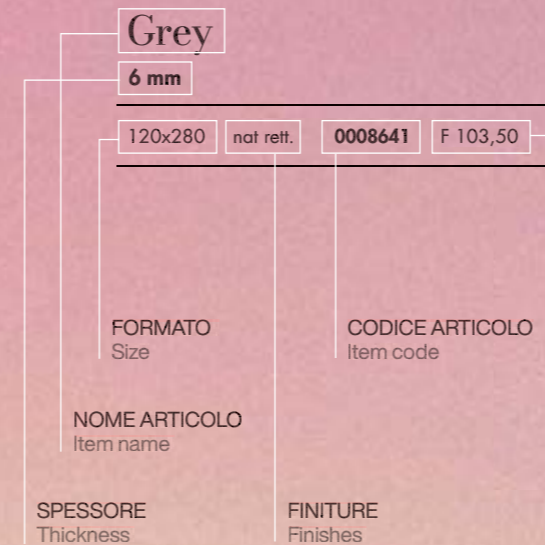 Grey
6 mm
120x280 nat rett. 0008641 F 103,50
FORMATO
Size
CODICE ARTICOLO
Item code
NOME ARTICOLO
Item name
SPESSORE
Thickness
FINITURE
Finishes